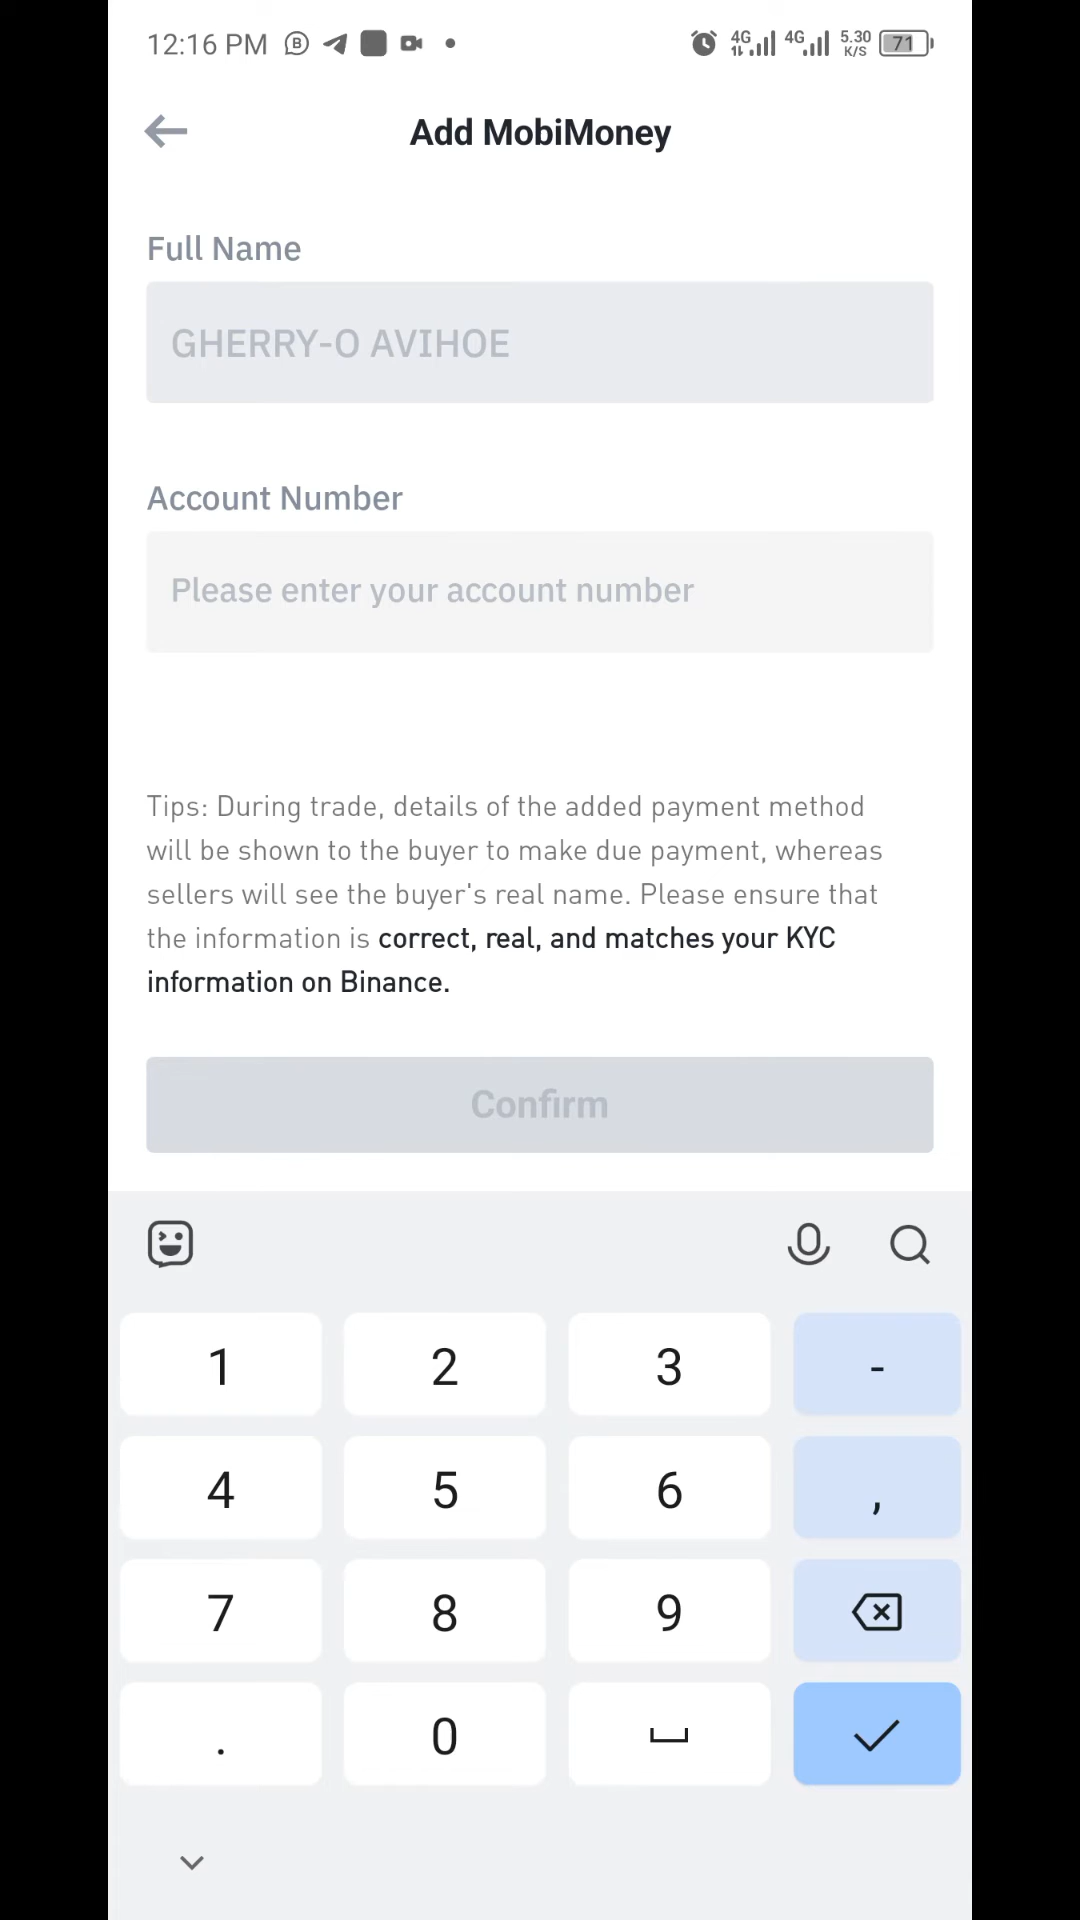 12:16 PM
4G 4G 5.30 K/S 71
Add MobiMoney
Full Name
GHERRY-O AVIHOE
Account Number
Please enter your account number
Tips: During trade, details of the added payment method
will be shown to the buyer to make due payment, whereas
sellers will see the buyer's real name. Please ensure that
the information is correct, real, and matches your KYC
information on Binance.
Confirm
1 2 3 -
4 5 6 ,
7 8 9
. 0